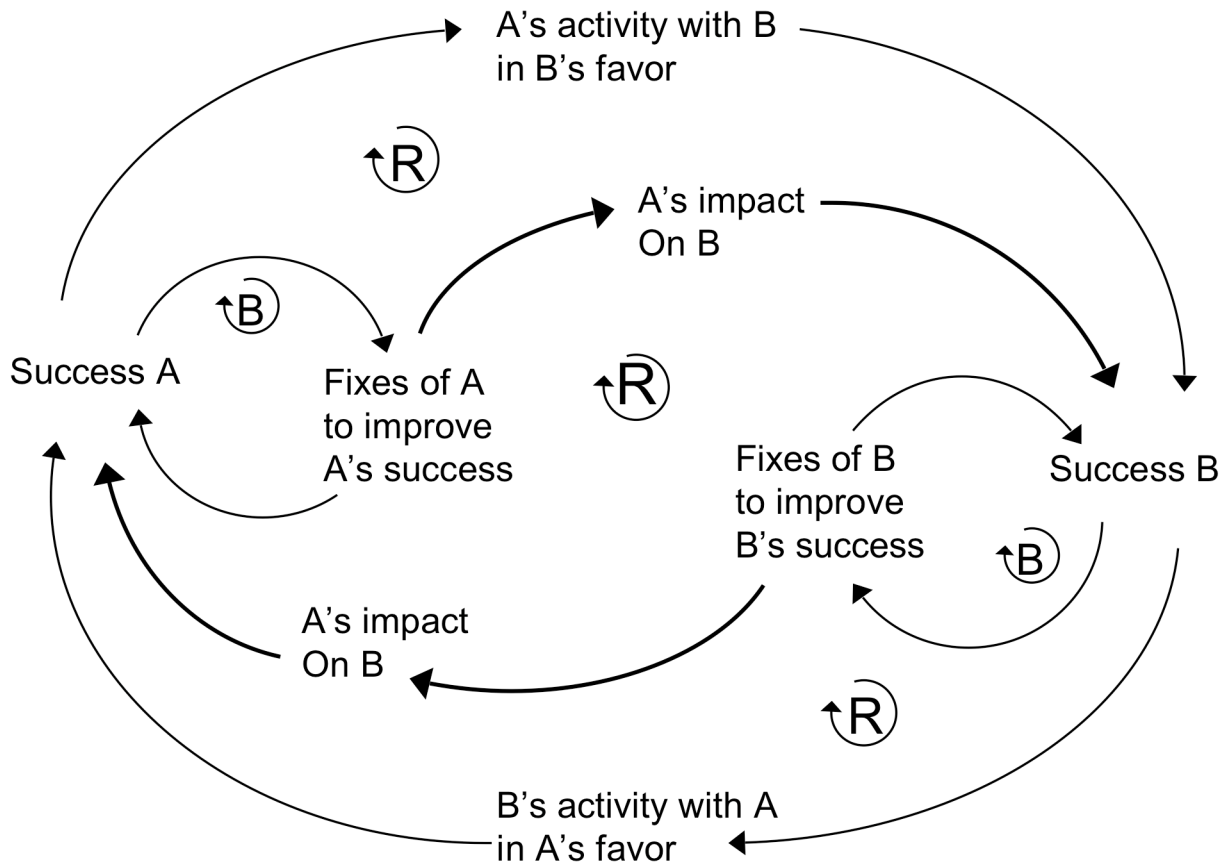 A’s activity with B
in B’s favor
R
A’s impact
On B
B
Success A
Fixes of A
to improve
A’s success
R
Fixes of B
to improve
B’s success
Success B
B
A’s impact
On B
R
B’s activity with A
in A’s favor